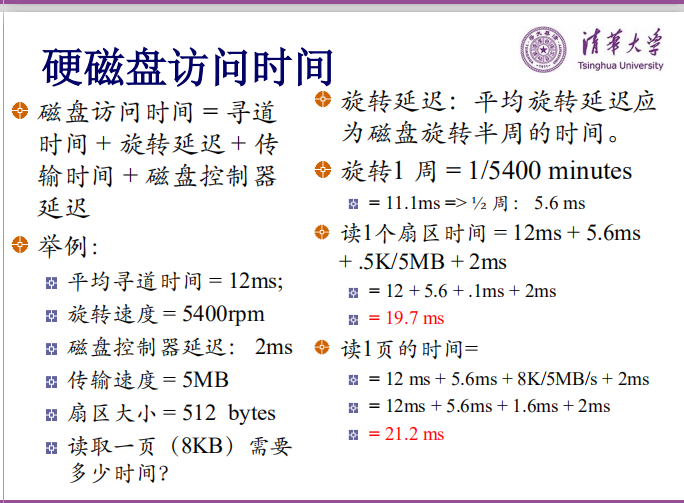 清華大学
Tsinghua University
硬磁盘访问时间
磁盘访问时间 = 寻道
时间 + 旋转延迟 + 传
输时间 + 磁盘控制器
延迟
举例：
平均寻道时间 = 12ms;
旋转速度 = 5400rpm
磁盘控制器延迟： 2ms
传输速度 = 5MB
扇区大小 = 512 bytes
读取一页（8KB）需要
多少时间？
旋转延迟：平均旋转延迟应
为磁盘旋转半周的时间。
旋转1 周 = 1/5400 minutes
= 11.1ms => ½ 周： 5.6 ms
读1个扇区时间 = 12ms + 5.6ms
+ .5K/5MB + 2ms
= 12 + 5.6 + .1ms + 2ms
= 19.7 ms
读1页的时间=
= 12 ms + 5.6ms + 8K/5MB/s + 2ms
= 12ms + 5.6ms + 1.6ms + 2ms
= 21.2 ms